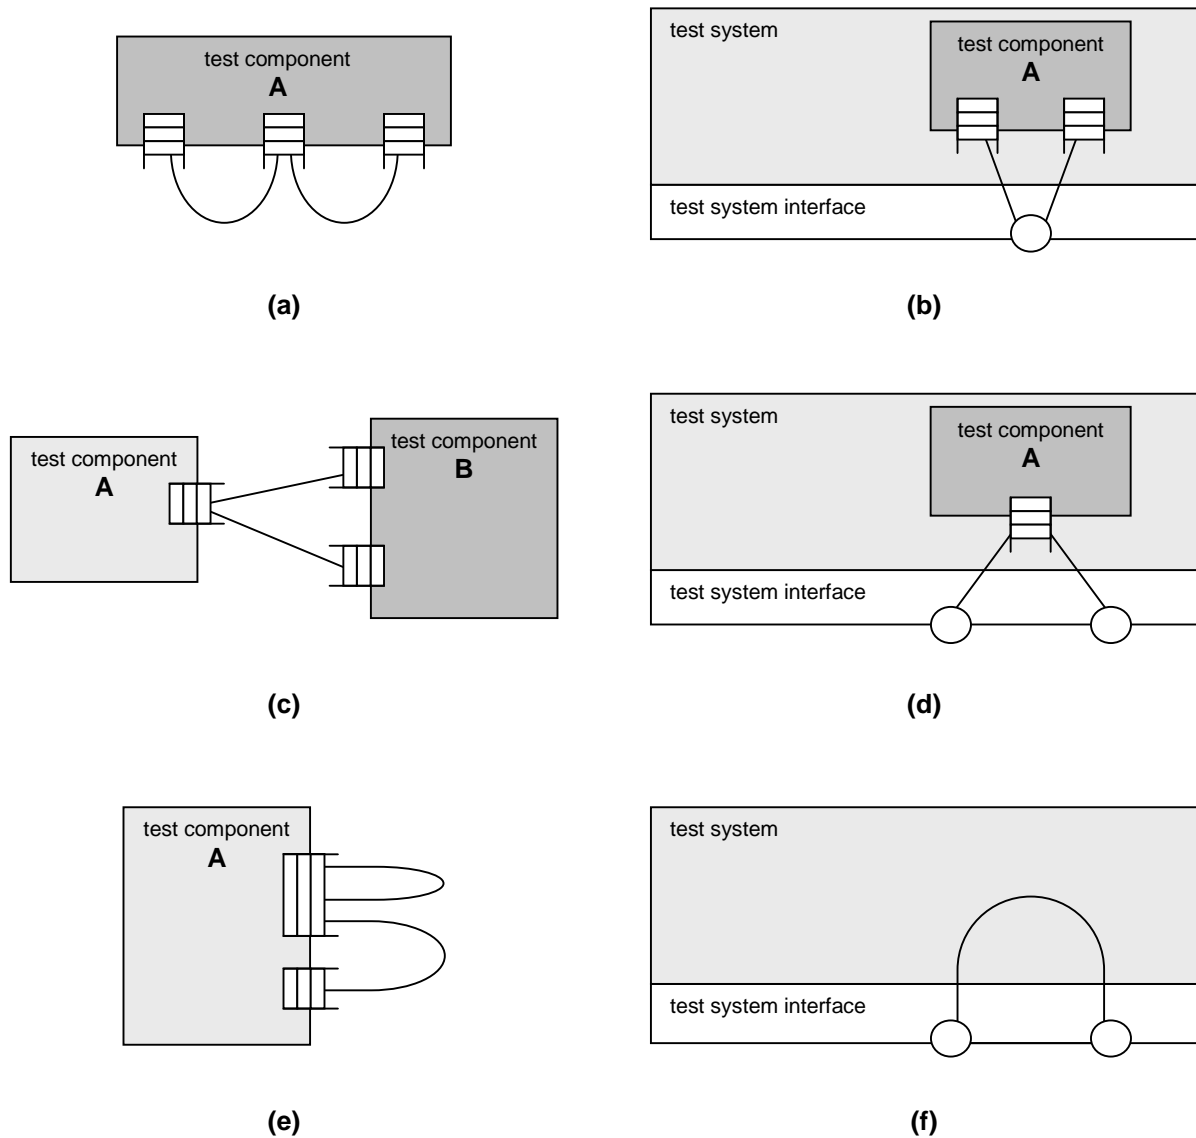 test component
A
(a)
test system
test component
A
test system interface
(b)
test component
A
test component
B
(c)
test system
test component
A
test system interface
(d)
test component
A
(e)
test system
test system interface
(f)